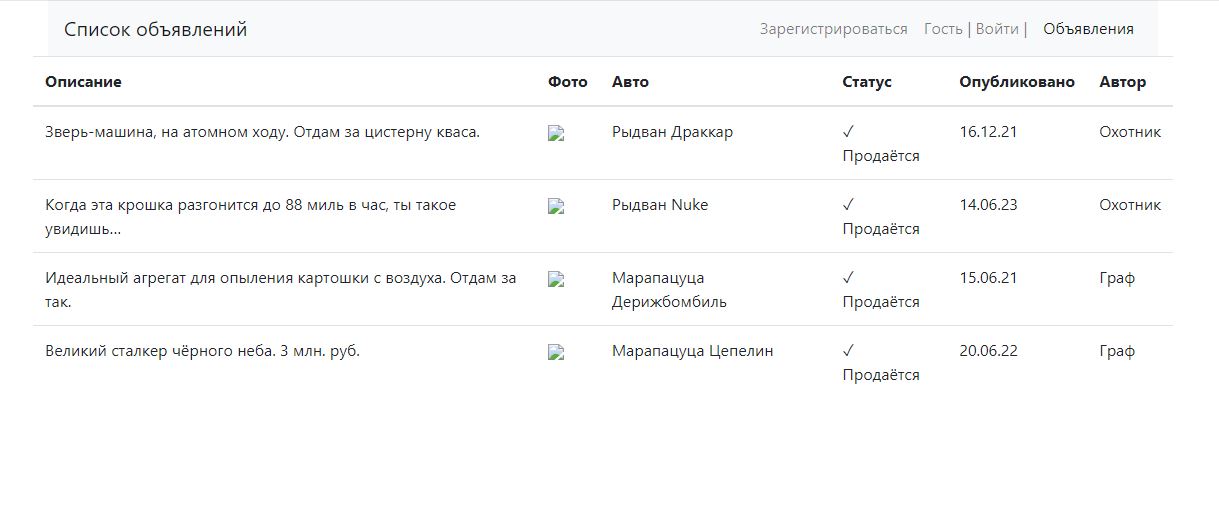 Список объявлений Зарегистрироваться Гость | Войти | Объявления
Описание Фото Авто Статус Опубликовано Автор
Зверь-машина, на атомном ходу. Отдам за цистерну кваса. Рыдван Драккар ✓ 16.12.21 Охотник
Продаётся
Когда эта крошка разгонится до 88 миль в час, ты такое Рыдван Nuke ✓ 14.06.23 Охотник
увидишь... Продаётся
Идеальный агрегат для опыления картошки с воздуха. Отдам за Марапацуца ✓ 15.06.21 Граф
так. Дерижбомбиль Продаётся
Великий сталкер чёрного неба. 3 млн. руб. Марапацуца Цепелин ✓ 20.06.22 Граф
Продаётся